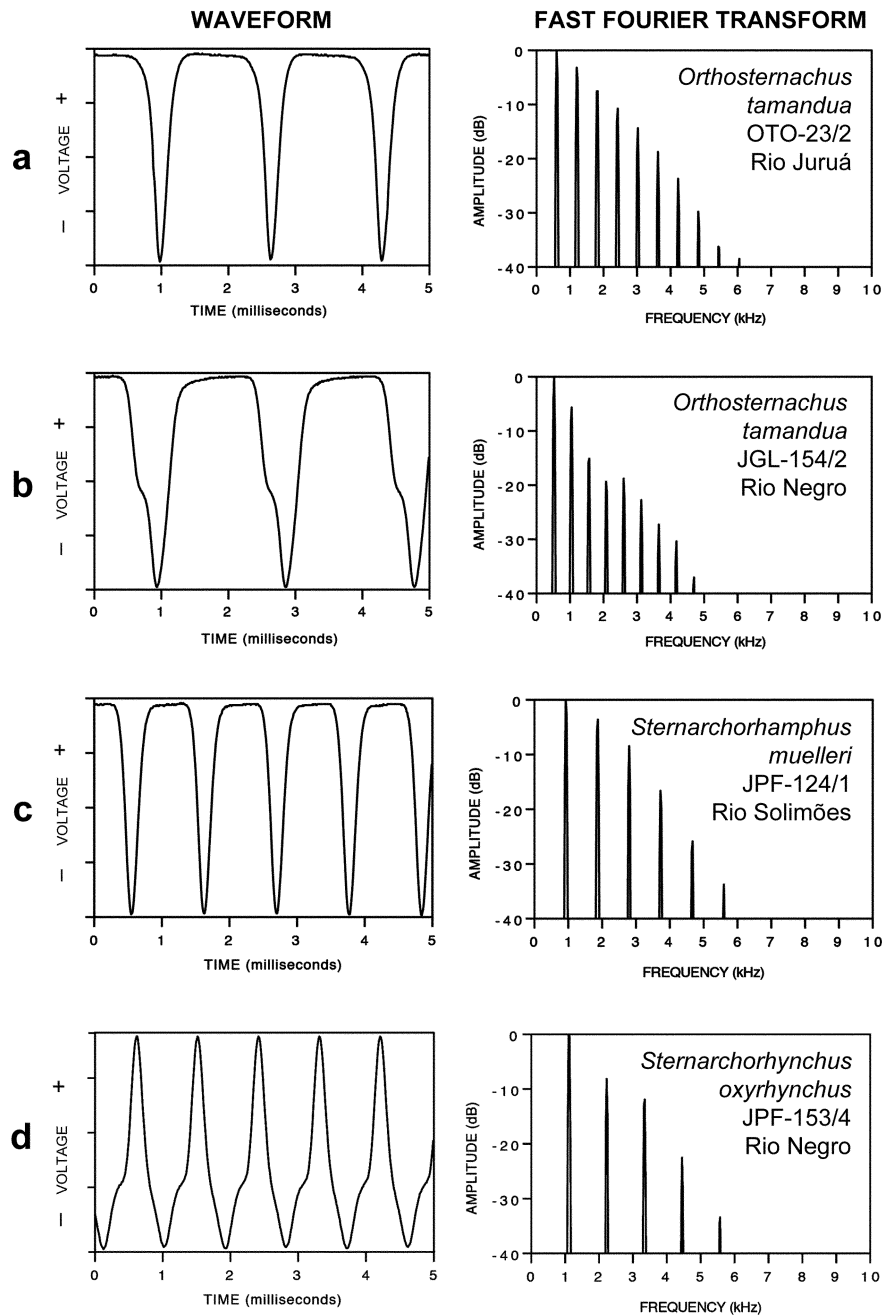 WAVEFORM
FAST FOURIER TRANSFORM
a
+
VOLTAGE
–
0 1 2 3 4 5
TIME (milliseconds)
AMPLITUDE (dB)
0
-10
-20
-30
-40
Orthosternachus
tamandua
OTO-23/2
Rio Juruá
0 1 2 3 4 5 6 7 8 9 10
FREQUENCY (kHz)
b
+
VOLTAGE
–
0 1 2 3 4 5
TIME (milliseconds)
AMPLITUDE (dB)
0
-10
-20
-30
-40
Orthosternachus
tamandua
JGL-154/2
Rio Negro
0 1 2 3 4 5 6 7 8 9 10
FREQUENCY (kHz)
c
+
VOLTAGE
–
0 1 2 3 4 5
TIME (milliseconds)
AMPLITUDE (dB)
0
-10
-20
-30
-40
Sternarchorhamphus
muelleri
JPF-124/1
Rio Solimões
0 1 2 3 4 5 6 7 8 9 10
FREQUENCY (kHz)
d
+
VOLTAGE
–
0 1 2 3 4 5
TIME (milliseconds)
AMPLITUDE (dB)
0
-10
-20
-30
-40
Sternarchorhynchus
oxyrhynchus
JPF-153/4
Rio Negro
0 1 2 3 4 5 6 7 8 9 10
FREQUENCY (kHz)